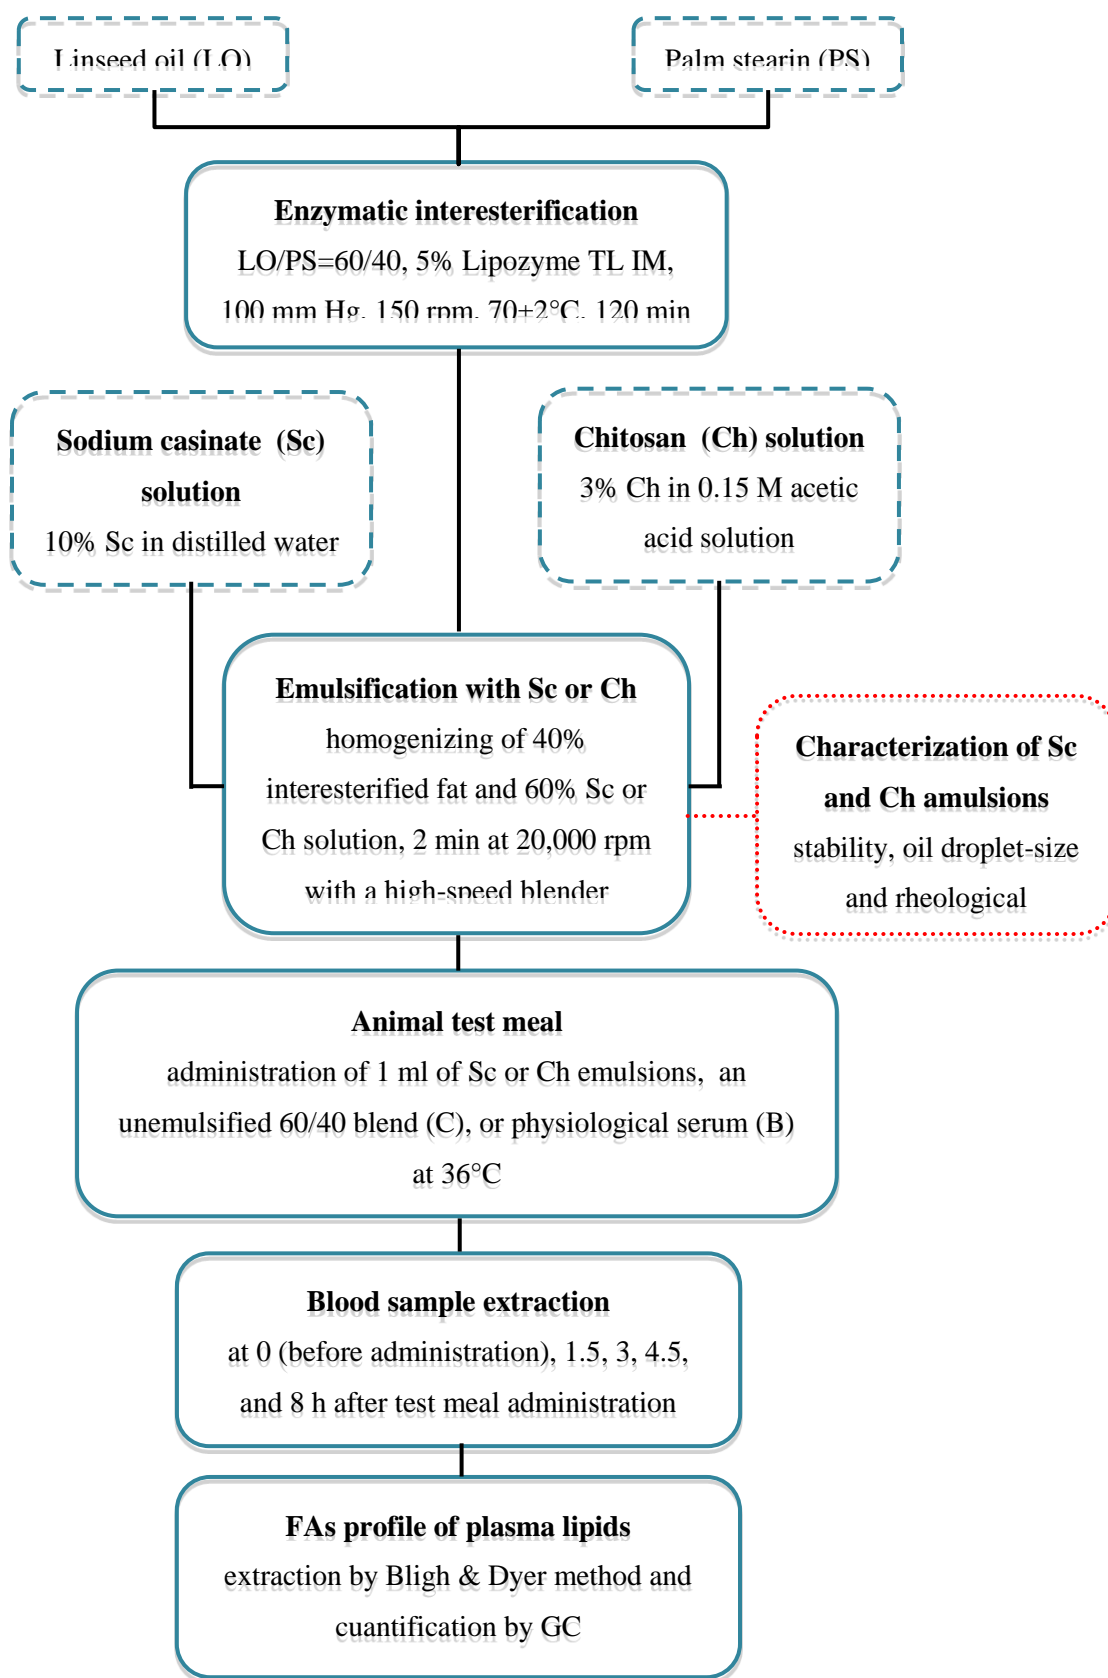 Linseed oil (LO)
Palm stearin (PS)
Enzymatic interesterification
LO/PS=60/40, 5% Lipozyme TL IM,
100 mm Hg, 150 rpm, 70±2°C, 120 min
Sodium casinate (Sc)
solution
10% Sc in distilled water
Chitosan (Ch) solution
3% Ch in 0.15 M acetic
acid solution
Emulsification with Sc or Ch
homogenizing of 40%
interesterified fat and 60% Sc or
Ch solution, 2 min at 20,000 rpm
with a high-speed blender
Characterization of Sc
and Ch amulsions
stability, oil droplet-size
and rheological
Animal test meal
administration of 1 ml of Sc or Ch emulsions, an
unemulsified 60/40 blend (C), or physiological serum (B)
at 36°C
Blood sample extraction
at 0 (before administration), 1.5, 3, 4.5,
and 8 h after test meal administration
FAs profile of plasma lipids
extraction by Bligh & Dyer method and
cuantification by GC